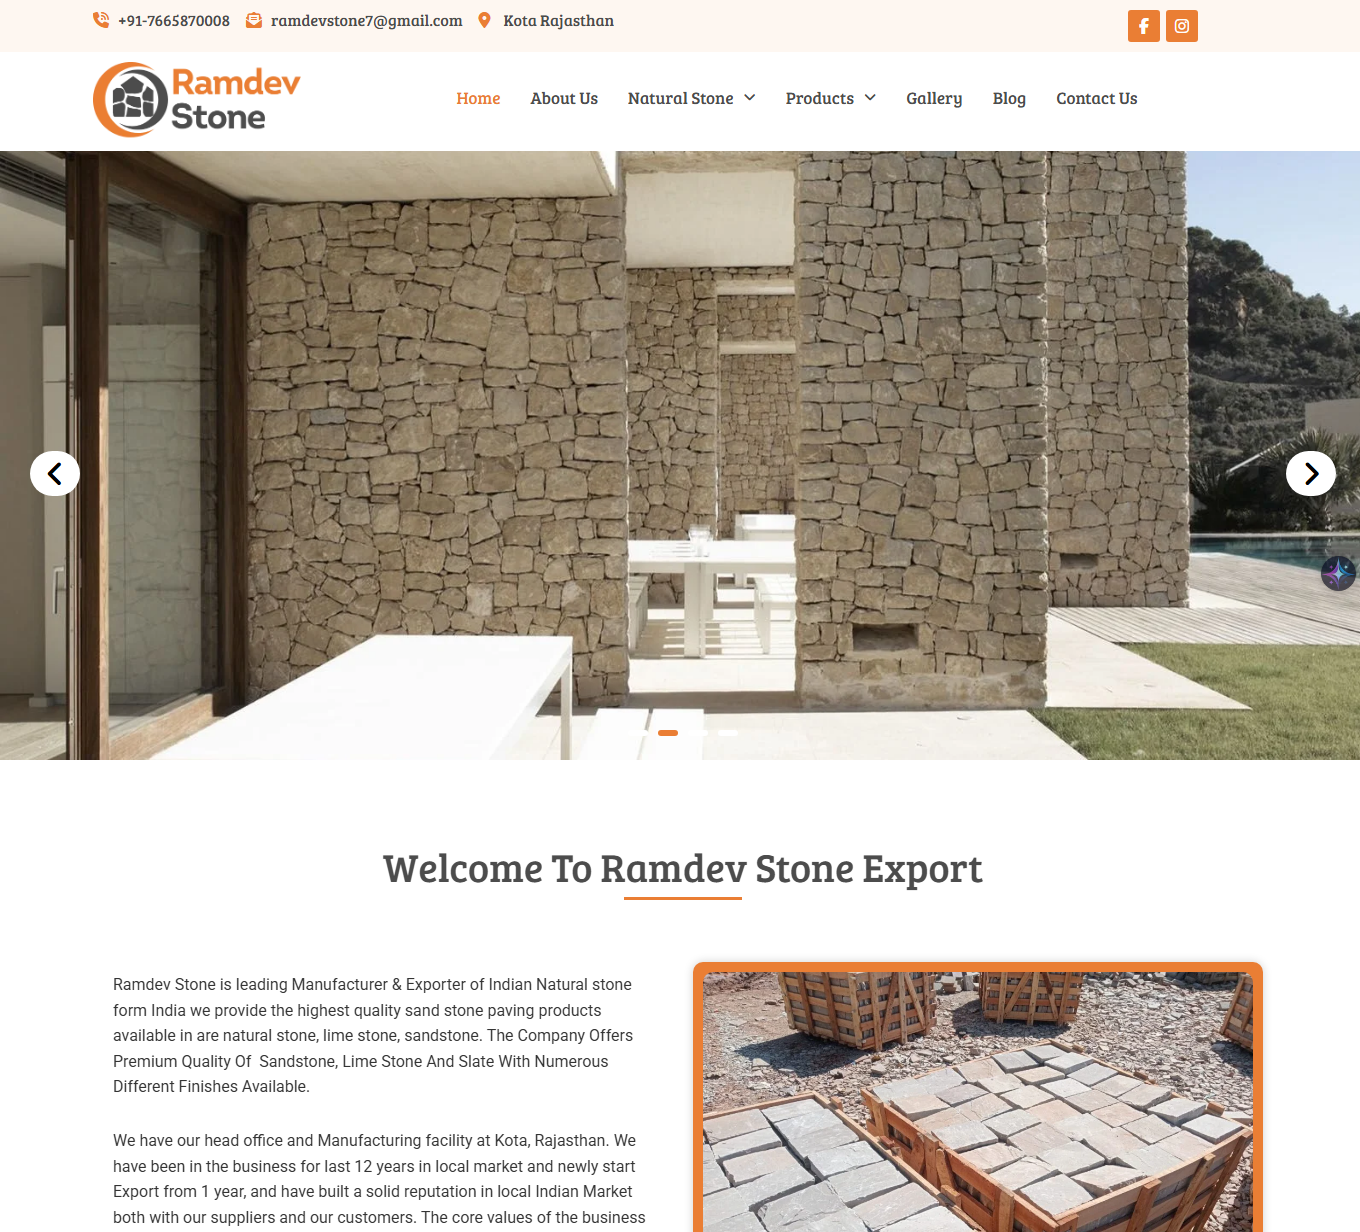 +91-7665870008 ramdevstone7@gmail.com Kota Rajasthan
Ramdev
Stone
Home About Us Natural Stone Products Gallery Blog Contact Us
Welcome To Ramdev Stone Export
Ramdev Stone is leading Manufacturer & Exporter of Indian Natural stone
form India we provide the highest quality sand stone paving products
available in are natural stone, lime stone, sandstone. The Company Offers
Premium Quality Of  Sandstone, Lime Stone And Slate With Numerous
Different Finishes Available.
We have our head office and Manufacturing facility at Kota, Rajasthan. We
have been in the business for last 12 years in local market and newly start
Export from 1 year, and have built a solid reputation in local Indian Market
both with our suppliers and our customers. The core values of the business